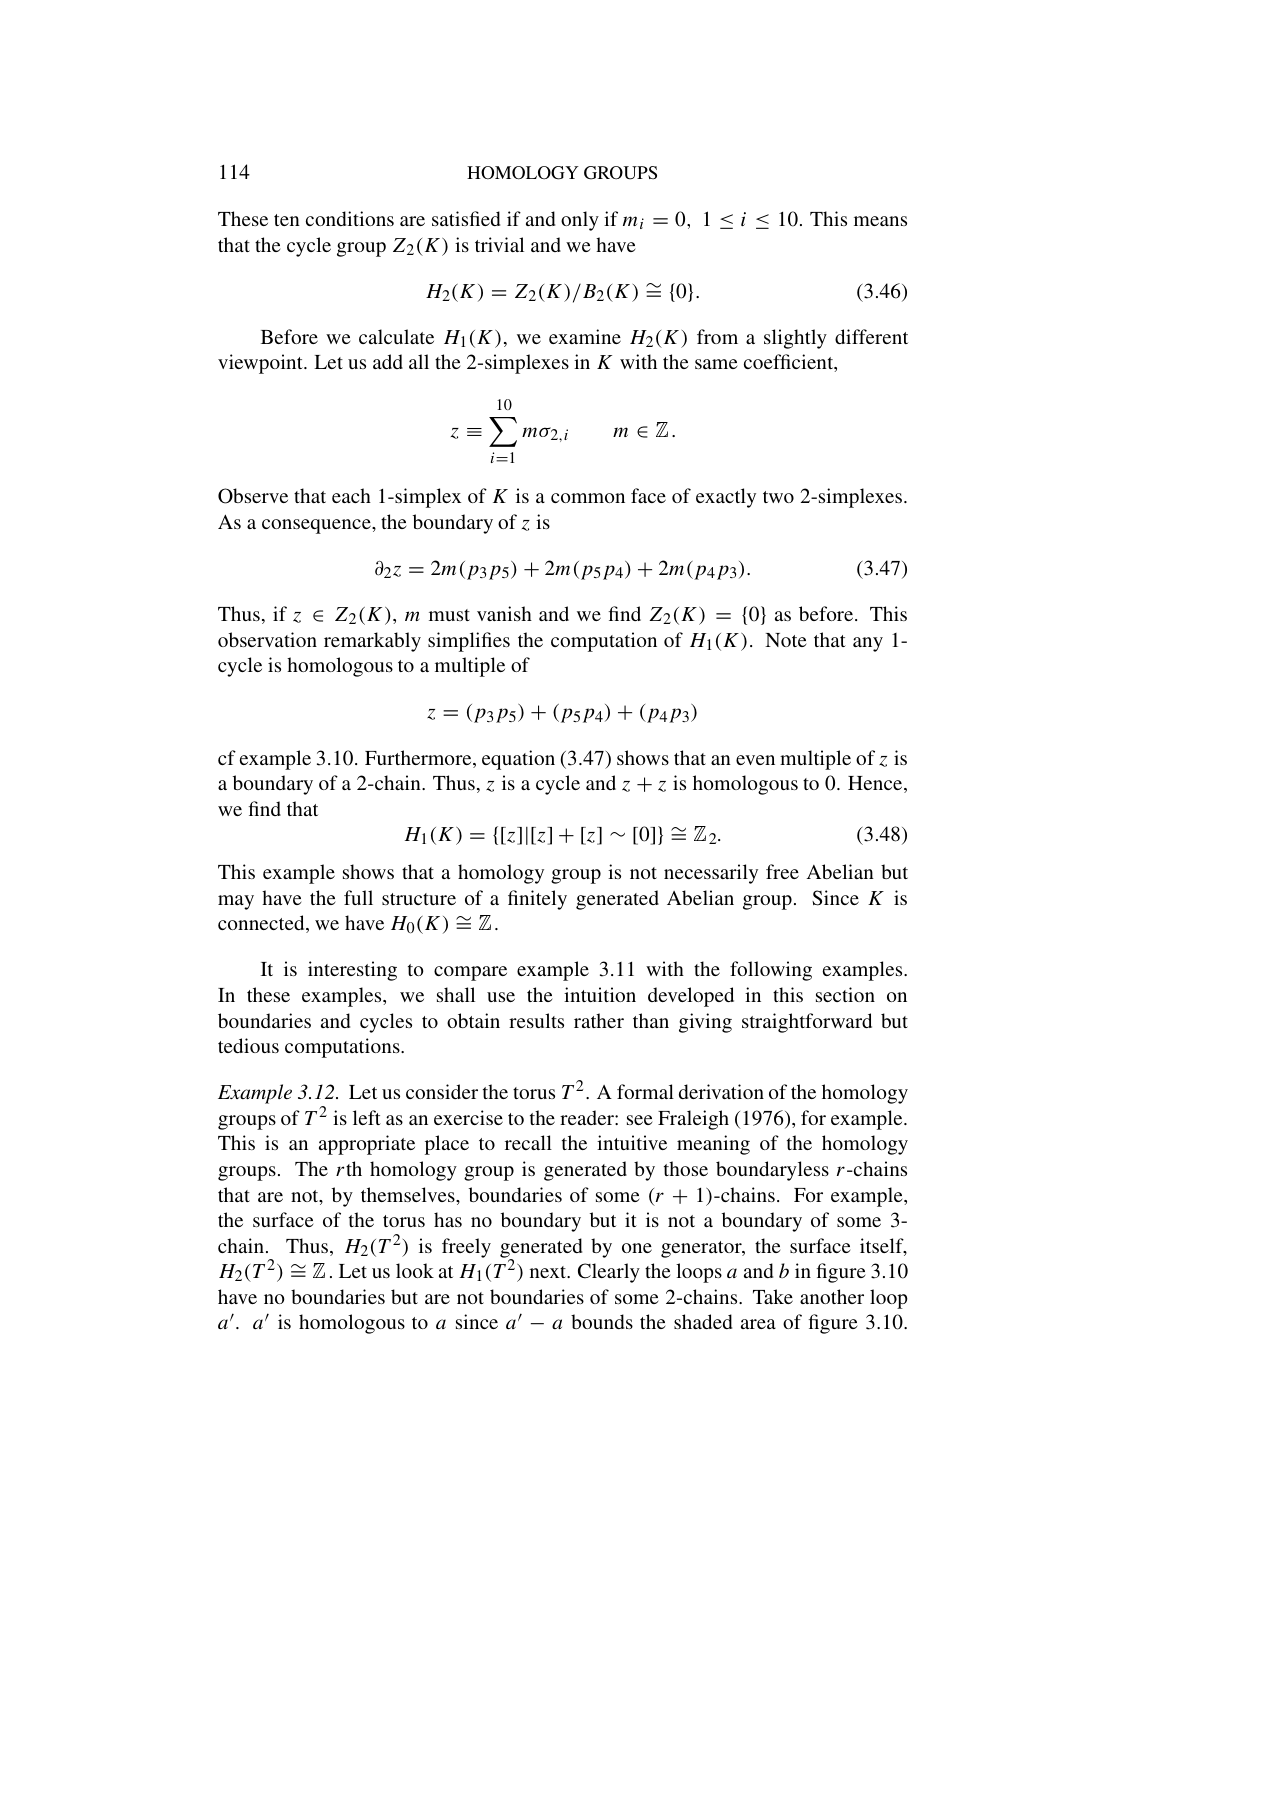 114 HOMOLOGY GROUPS
These ten conditions are satisfied if and only if m_i = 0, 1 ≤ i ≤ 10. This means
that the cycle group Z_2(K) is trivial and we have
H_2(K) = Z_2(K)/B_2(K) ≅ {0}. (3.46)
Before we calculate H_1(K), we examine H_2(K) from a slightly different
viewpoint. Let us add all the 2-simplexes in K with the same coefficient,
z ≡ ∑_{i=1}^{10} mσ_{2,i} m ∈ ℤ.
Observe that each 1-simplex of K is a common face of exactly two 2-simplexes.
As a consequence, the boundary of z is
∂_2z = 2m(p_3p_5) + 2m(p_5p_4) + 2m(p_4p_3). (3.47)
Thus, if z ∈ Z_2(K), m must vanish and we find Z_2(K) = {0} as before. This
observation remarkably simplifies the computation of H_1(K). Note that any 1-
cycle is homologous to a multiple of
z = (p_3p_5) + (p_5p_4) + (p_4p_3)
cf example 3.10. Furthermore, equation (3.47) shows that an even multiple of z is
a boundary of a 2-chain. Thus, z is a cycle and z + z is homologous to 0. Hence,
we find that
H_1(K) = {[z]|[z] + [z] ∼ [0]} ≅ ℤ_2. (3.48)
This example shows that a homology group is not necessarily free Abelian but
may have the full structure of a finitely generated Abelian group. Since K is
connected, we have H_0(K) ≅ ℤ.
It is interesting to compare example 3.11 with the following examples.
In these examples, we shall use the intuition developed in this section on
boundaries and cycles to obtain results rather than giving straightforward but
tedious computations.
Example 3.12. Let us consider the torus T^2. A formal derivation of the homology
groups of T^2 is left as an exercise to the reader: see Fraleigh (1976), for example.
This is an appropriate place to recall the intuitive meaning of the homology
groups. The rth homology group is generated by those boundaryless r-chains
that are not, by themselves, boundaries of some (r + 1)-chains. For example,
the surface of the torus has no boundary but it is not a boundary of some 3-
chain. Thus, H_2(T^2) is freely generated by one generator, the surface itself,
H_2(T^2) ≅ ℤ. Let us look at H_1(T^2) next. Clearly the loops a and b in figure 3.10
have no boundaries but are not boundaries of some 2-chains. Take another loop
a′. a′ is homologous to a since a′ − a bounds the shaded area of figure 3.10.